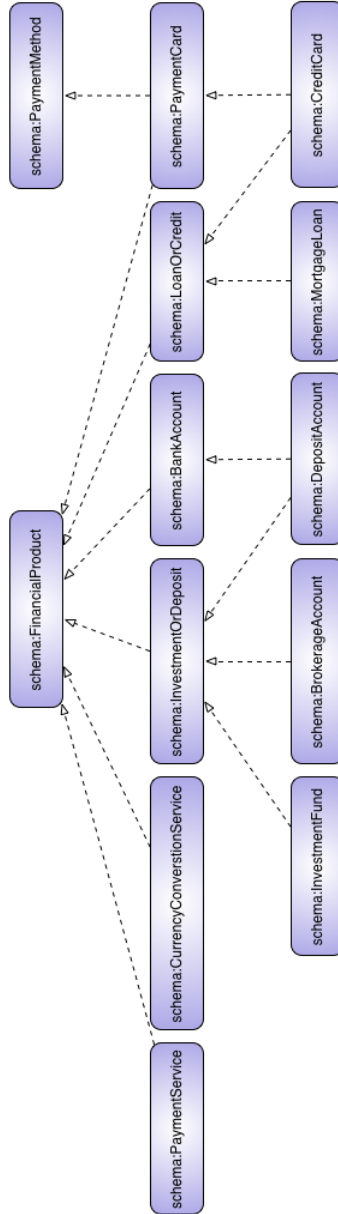 schema:FinancialProduct
schema:PaymentMethod
schema:PaymentService
schema:CurrencyConverstionService
schema:InvestmentOrDeposit
schema:BankAccount
schema:LoanOrCredit
schema:PaymentCard
schema:InvestmentFund
schema:BrokerageAccount
schema:DepositAccount
schema:MortgageLoan
schema:CreditCard